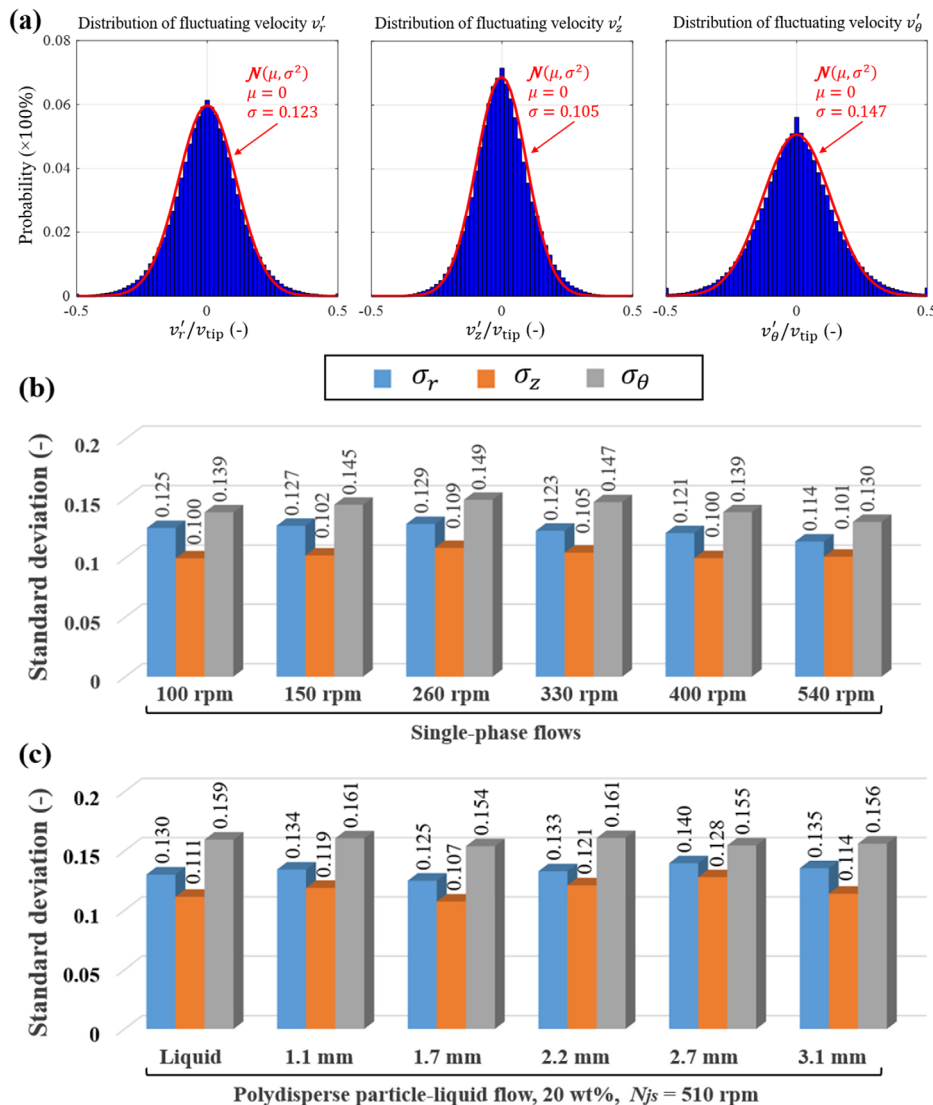 (a)
Distribution of fluctuating velocity v′r
Distribution of fluctuating velocity v′z
Distribution of fluctuating velocity v′θ
Probability (×100%)
0.08
0.06
0.04
0.02
0
𝒩(μ, σ²)
μ = 0
σ = 0.123
𝒩(μ, σ²)
μ = 0
σ = 0.105
𝒩(μ, σ²)
μ = 0
σ = 0.147
-0.5 0 0.5
-0.5 0 0.5
-0.5 0 0.5
v′r/vtip (-)
v′z/vtip (-)
v′θ/vtip (-)
σr σz σθ
(b)
Standard deviation (-)
0.2
0.15
0.1
0.05
0
0.125 0.100 0.139
0.127 0.102 0.145
0.129 0.109 0.149
0.123 0.105 0.147
0.121 0.100 0.139
0.114 0.101 0.130
100 rpm 150 rpm 260 rpm 330 rpm 400 rpm 540 rpm
Single-phase flows
(c)
Standard deviation (-)
0.2
0.15
0.1
0.05
0
0.130 0.111 0.159
0.134 0.119 0.161
0.125 0.107 0.154
0.133 0.121 0.161
0.140 0.128 0.155
0.135 0.114 0.156
Liquid 1.1 mm 1.7 mm 2.2 mm 2.7 mm 3.1 mm
Polydisperse particle-liquid flow, 20 wt%, Njs = 510 rpm